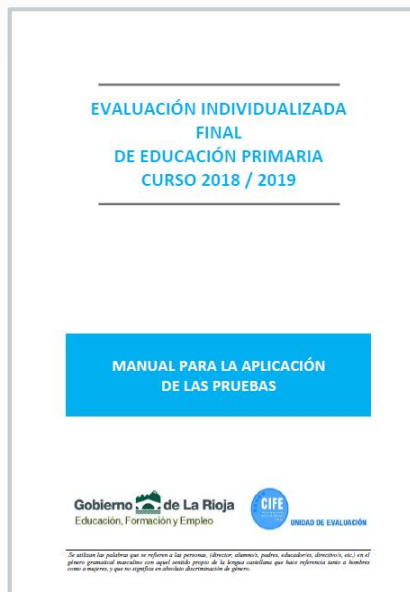 EVALUACIÓN INDIVIDUALIZADA
FINAL
DE EDUCACIÓN PRIMARIA
CURSO 2018 / 2019
MANUAL PARA LA APLICACIÓN
DE LAS PRUEBAS
Gobierno de La Rioja
Educación, Formación y Empleo
CIFE
UNIDAD DE EVALUACIÓN
Se utilizan las palabras que se refieren a las personas, (director, alumno/s, padres, educador/es, directivo/s, etc.) en el
género gramatical masculino con aquel sentido propio de la lengua castellana que hace referencia tanto a hombres
como a mujeres, y que no significa en absoluto discriminación de género.